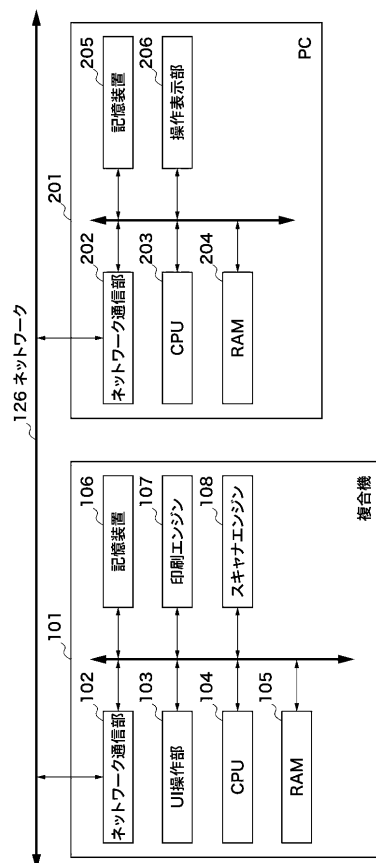 126 ネットワーク
101
102
ネットワーク通信部
103
UI操作部
104
CPU
105
RAM
106
記憶装置
107
印刷エンジン
108
スキャナエンジン
複合機
201
202
ネットワーク通信部
203
CPU
204
RAM
205
記憶装置
206
操作表示部
PC